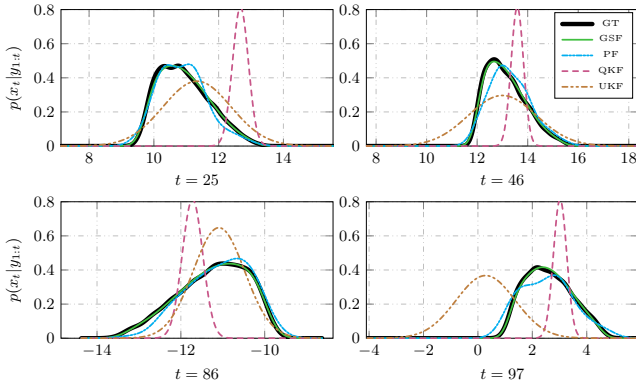 0.8
0.6
0.4
0.2
0
p(x_t|y_{1:t})
8 10 12 14
t = 25
0.8
0.6
0.4
0.2
0
8 10 12 14 16 18
t = 46
GT
GSF
PF
QKF
UKF
0.8
0.6
0.4
0.2
0
p(x_t|y_{1:t})
−14 −12 −10
t = 86
0.8
0.6
0.4
0.2
0
−4 −2 0 2 4
t = 97